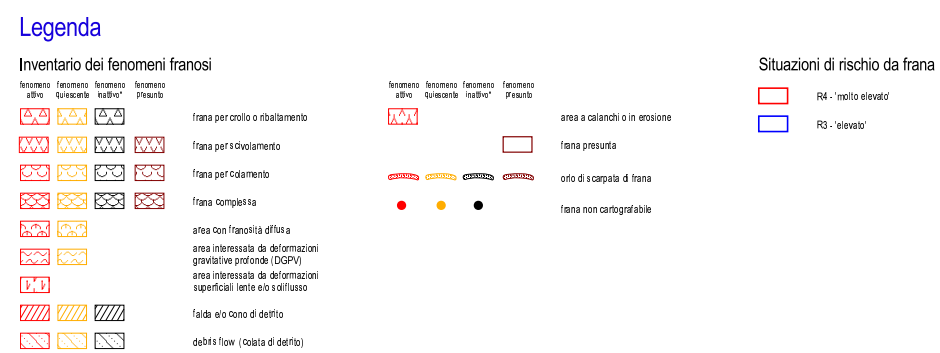 Legenda
Inventario dei fenomeni franosi
fenomeno attivo
fenomeno quiescente
fenomeno inattivo*
fenomeno presunto
frana per crollo o ribaltamento
frana per scivolamento
frana per colamento
frana complessa
area con franosità diffusa
area interessata da deformazioni
gravitative profonde (DGPV)
area interessata da deformazioni
superficiali lente e/o soliflusso
falda e/o cono di detrito
debris flow (colata di detrito)
fenomeno attivo
fenomeno quiescente
fenomeno inattivo*
fenomeno presunto
area a calanchi o in erosione
frana presunta
orlo di scarpata di frana
frana non cartografabile
Situazioni di rischio da frana
R4 - 'molto elevato'
R3 - 'elevato'